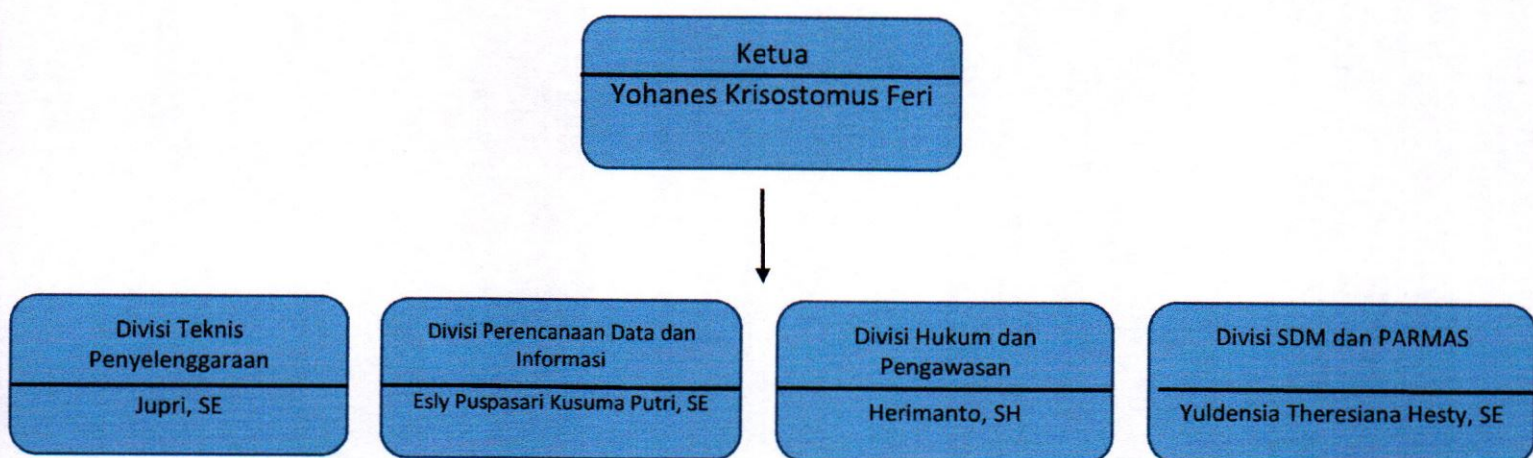 Ketua
Yohanes Krisostomus Feri
Divisi Teknis
Penyelenggaraan
Jupri, SE
Divisi Perencanaan Data dan
Informasi
Esly Puspasari Kusuma Putri, SE
Divisi Hukum dan
Pengawasan
Herimanto, SH
Divisi SDM dan PARMAS
Yuldensia Theresiana Hesty, SE